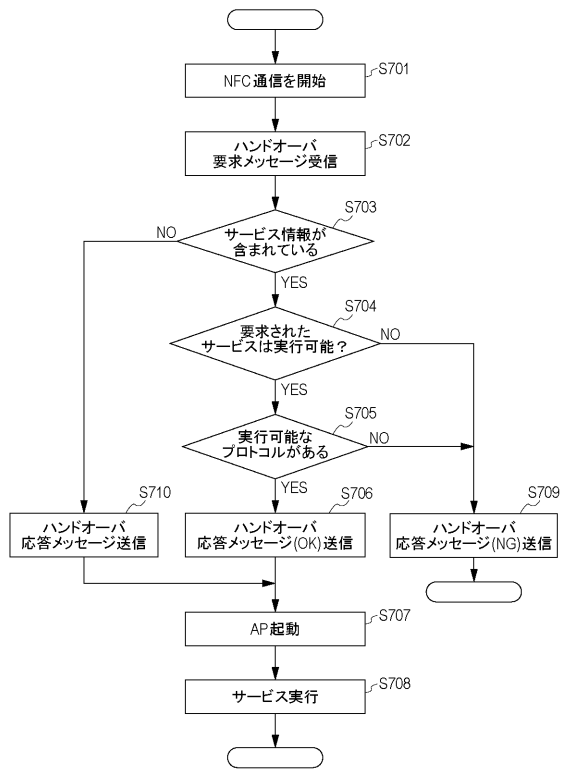 S701
NFC通信を開始
S702
ハンドオーバ
要求メッセージ受信
S703
サービス情報が
含まれている
NO
YES
S704
要求された
サービスは実行可能？
NO
YES
S705
実行可能な
プロトコルがある
NO
YES
S710
ハンドオーバ
応答メッセージ送信
S706
ハンドオーバ
応答メッセージ(OK)送信
S709
ハンドオーバ
応答メッセージ(NG)送信
S707
AP起動
S708
サービス実行